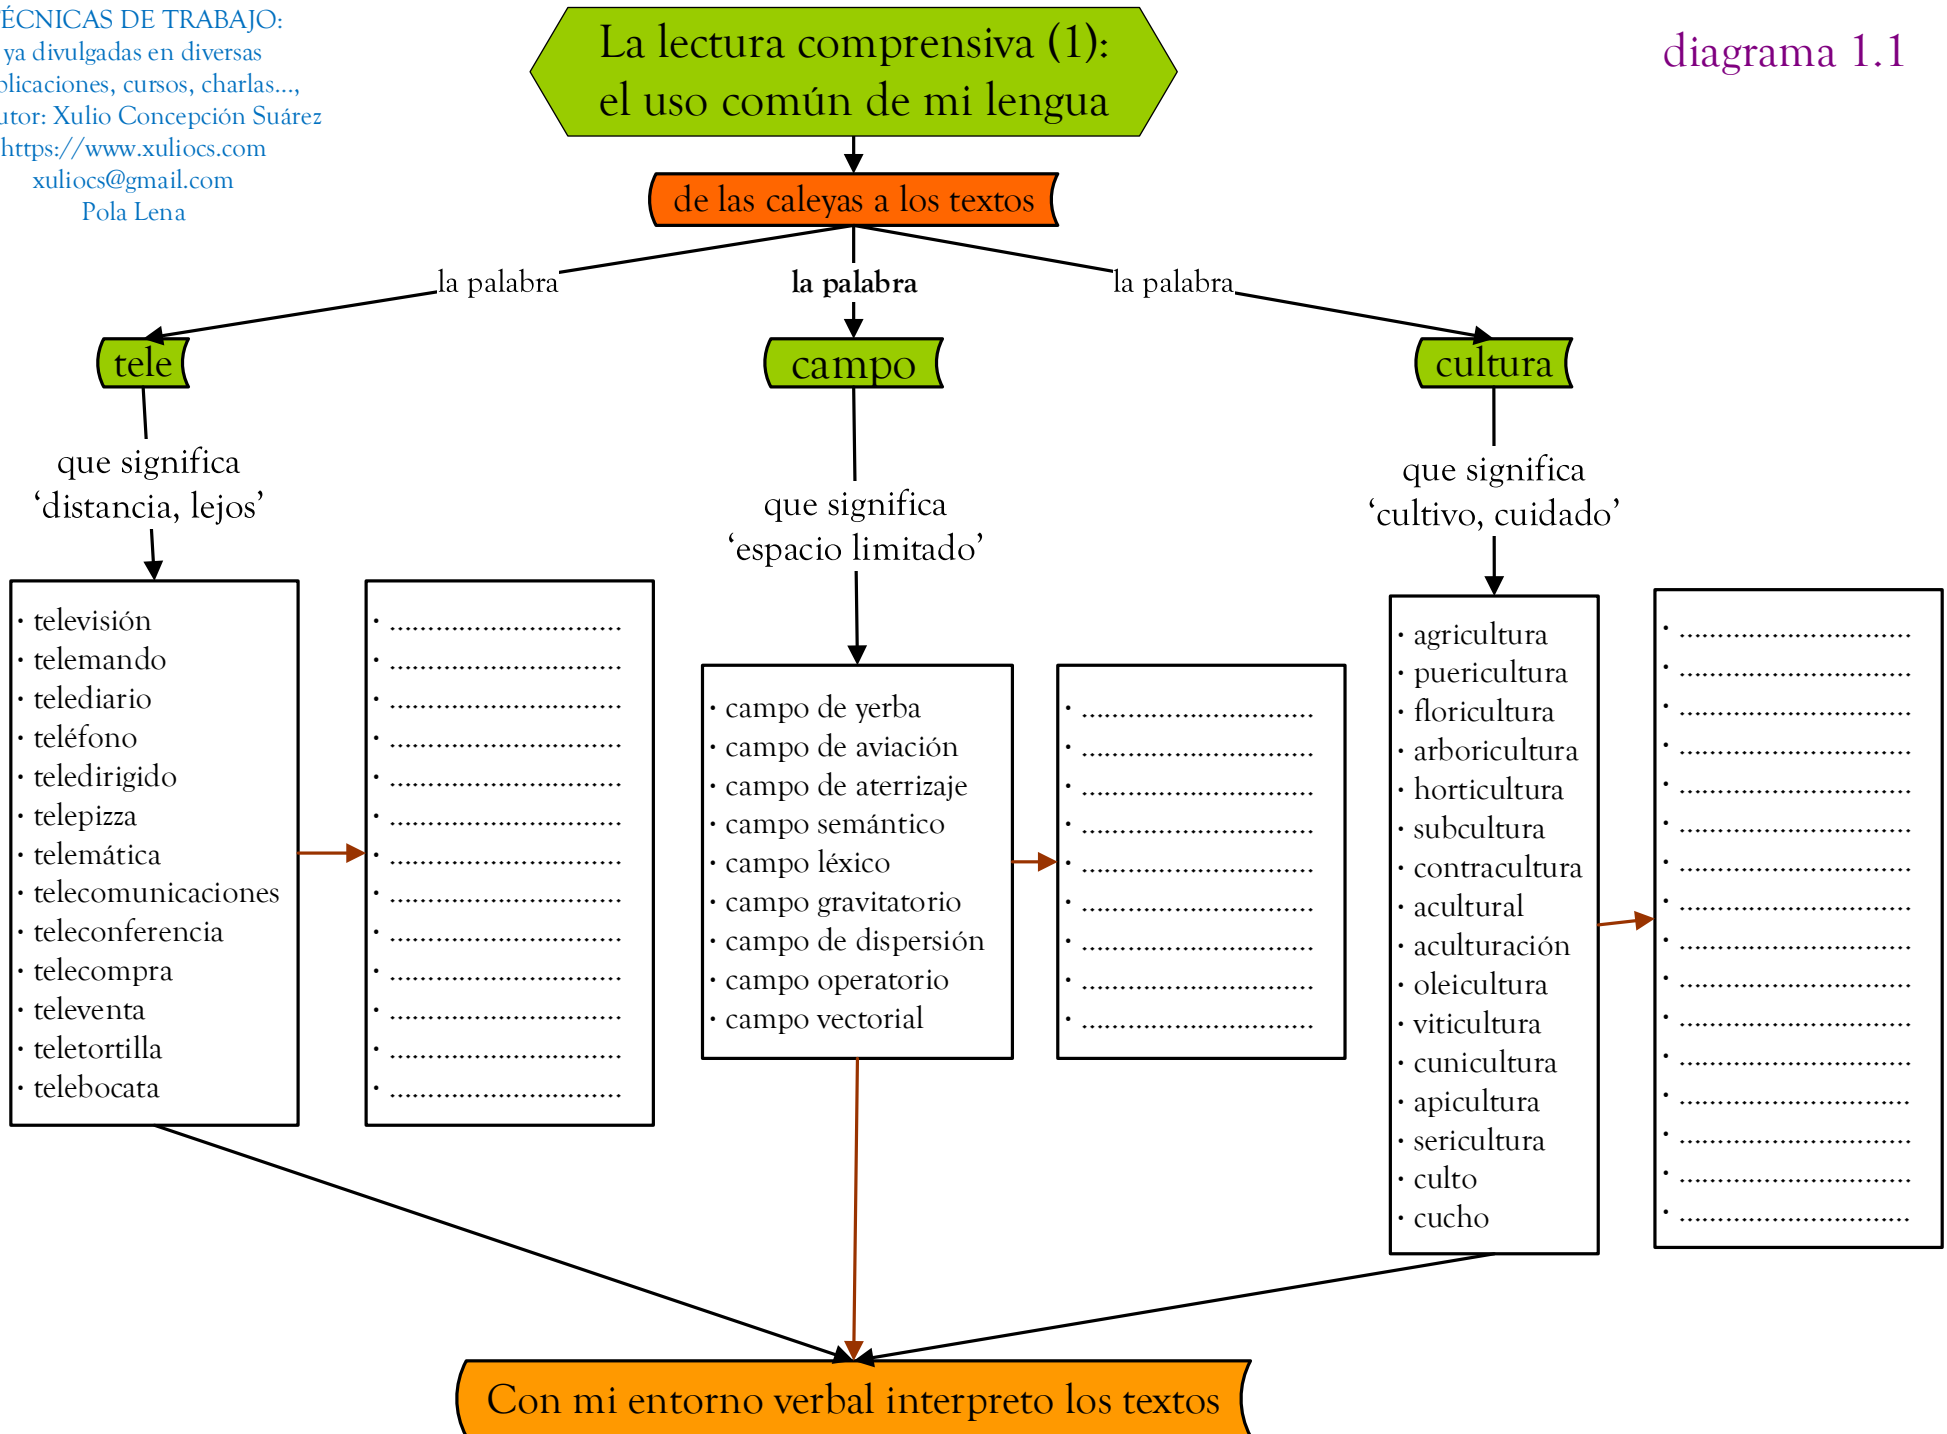 TÉCNICAS DE TRABAJO:
ya divulgadas en diversas
blicaciones, cursos, charlas...,
utor: Xulio Concepción Suárez
https://www.xuliocs.com
xuliocs@gmail.com
Pola Lena
La lectura comprensiva (1):
el uso común de mi lengua
diagrama 1.1
de las caleyas a los textos
la palabra
la palabra
la palabra
tele
campo
cultura
que significa
‘distancia, lejos’
que significa
‘espacio limitado’
que significa
‘cultivo, cuidado’
· televisión
· telemando
· telediario
· teléfono
· teledirigido
· telepizza
· telemática
· telecomunicaciones
· teleconferencia
· telecompra
· televenta
· teletortilla
· telebocata
· campo de yerba
· campo de aviación
· campo de aterrizaje
· campo semántico
· campo léxico
· campo gravitatorio
· campo de dispersión
· campo operatorio
· campo vectorial
· agricultura
· puericultura
· floricultura
· arboricultura
· horticultura
· subcultura
· contracultura
· acultural
· aculturación
· oleicultura
· viticultura
· cunicultura
· apicultura
· sericultura
· culto
· cucho
Con mi entorno verbal interpreto los textos